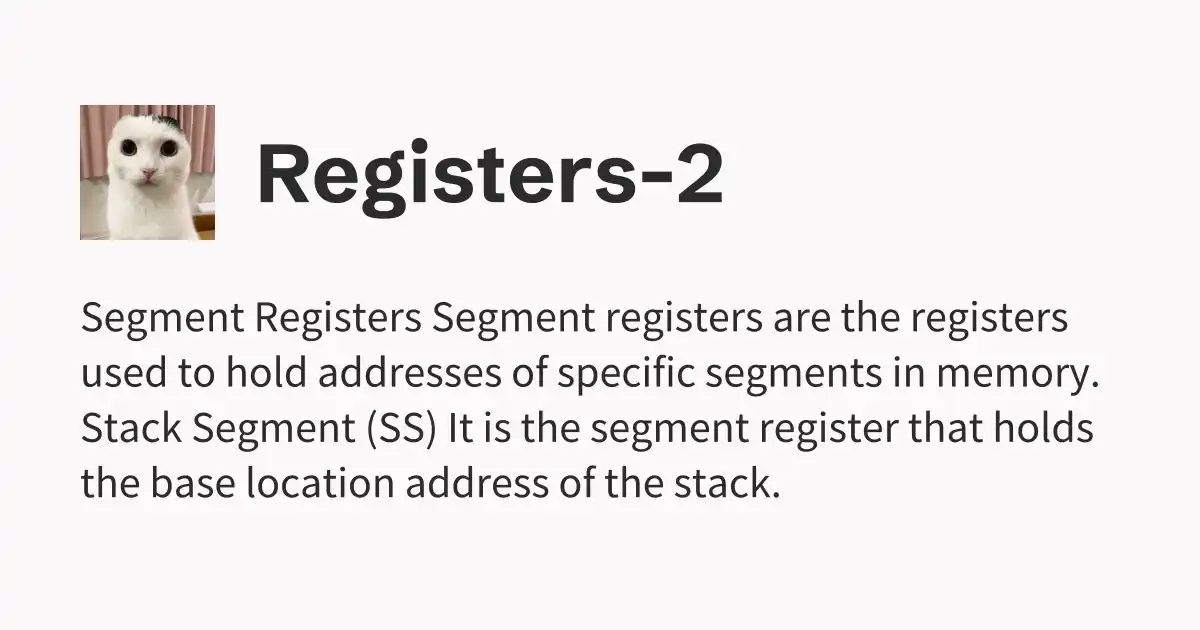 Registers-2
Segment Registers Segment registers are the registers
used to hold addresses of specific segments in memory.
Stack Segment (SS) It is the segment register that holds
the base location address of the stack.